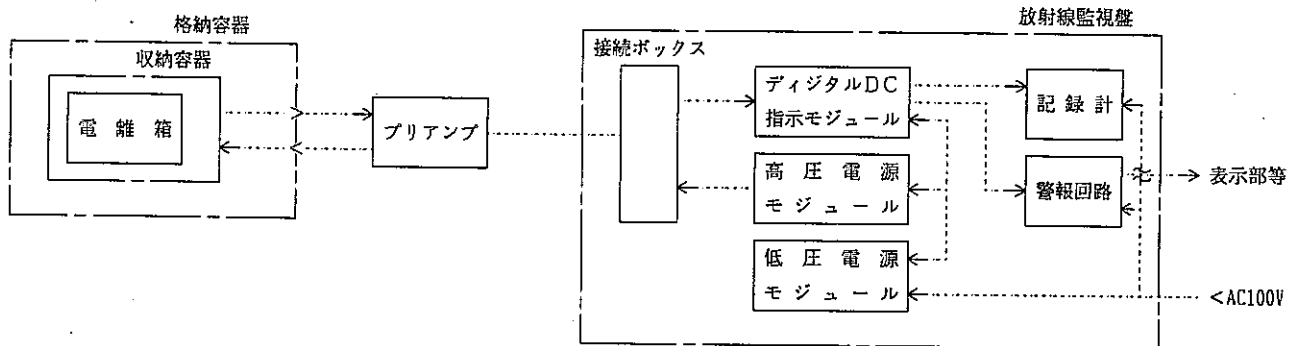 格納容器
収納容器
電離箱
プリアンプ
放射線監視盤
接続ボックス
ディジタルDC
指示モジュール
高圧電源
モジュール
低圧電源
モジュール
記録計
警報回路
表示部等
<AC100V